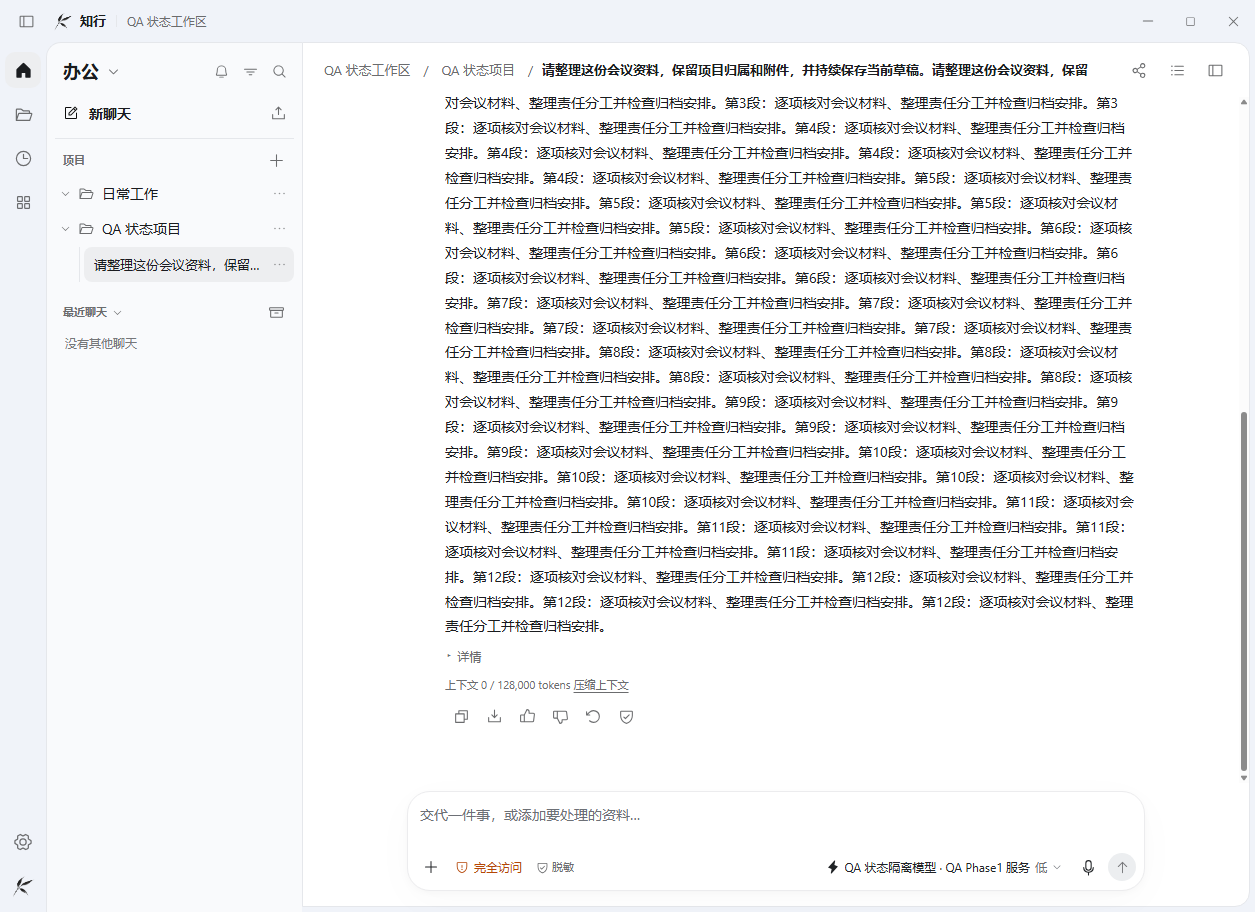 知行 QA 状态工作区
办公
新聊天
项目
日常工作
QA 状态项目
请整理这份会议资料，保留...
最近聊天
没有其他聊天
QA 状态工作区 / QA 状态项目 / 请整理这份会议资料，保留项目归属和附件，并持续保存当前草稿。请整理这份会议资料，保留
对会议材料、整理责任分工并检查归档安排。第3段：逐项核对会议材料、整理责任分工并检查归档安排。第3
段：逐项核对会议材料、整理责任分工并检查归档安排。第4段：逐项核对会议材料、整理责任分工并检查归档
安排。第4段：逐项核对会议材料、整理责任分工并检查归档安排。第4段：逐项核对会议材料、整理责任分工并
检查归档安排。第4段：逐项核对会议材料、整理责任分工并检查归档安排。第5段：逐项核对会议材料、整理责
任分工并检查归档安排。第5段：逐项核对会议材料、整理责任分工并检查归档安排。第5段：逐项核对会议材
料、整理责任分工并检查归档安排。第5段：逐项核对会议材料、整理责任分工并检查归档安排。第6段：逐项核
对会议材料、整理责任分工并检查归档安排。第6段：逐项核对会议材料、整理责任分工并检查归档安排。第6
段：逐项核对会议材料、整理责任分工并检查归档安排。第6段：逐项核对会议材料、整理责任分工并检查归档
安排。第7段：逐项核对会议材料、整理责任分工并检查归档安排。第7段：逐项核对会议材料、整理责任分工并
检查归档安排。第7段：逐项核对会议材料、整理责任分工并检查归档安排。第7段：逐项核对会议材料、整理责
任分工并检查归档安排。第8段：逐项核对会议材料、整理责任分工并检查归档安排。第8段：逐项核对会议材
料、整理责任分工并检查归档安排。第8段：逐项核对会议材料、整理责任分工并检查归档安排。第8段：逐项核
对会议材料、整理责任分工并检查归档安排。第9段：逐项核对会议材料、整理责任分工并检查归档安排。第9
段：逐项核对会议材料、整理责任分工并检查归档安排。第9段：逐项核对会议材料、整理责任分工并检查归档
安排。第9段：逐项核对会议材料、整理责任分工并检查归档安排。第10段：逐项核对会议材料、整理责任分工
并检查归档安排。第10段：逐项核对会议材料、整理责任分工并检查归档安排。第10段：逐项核对会议材料、整
理责任分工并检查归档安排。第10段：逐项核对会议材料、整理责任分工并检查归档安排。第11段：逐项核对会
议材料、整理责任分工并检查归档安排。第11段：逐项核对会议材料、整理责任分工并检查归档安排。第11段：
逐项核对会议材料、整理责任分工并检查归档安排。第11段：逐项核对会议材料、整理责任分工并检查归档安
排。第12段：逐项核对会议材料、整理责任分工并检查归档安排。第12段：逐项核对会议材料、整理责任分工并
检查归档安排。第12段：逐项核对会议材料、整理责任分工并检查归档安排。第12段：逐项核对会议材料、整理
责任分工并检查归档安排。
详情
上下文 0 / 128,000 tokens 压缩上下文
交代一件事，或添加要处理的资料...
完全访问 脱敏 QA 状态隔离模型 · QA Phase1 服务 低